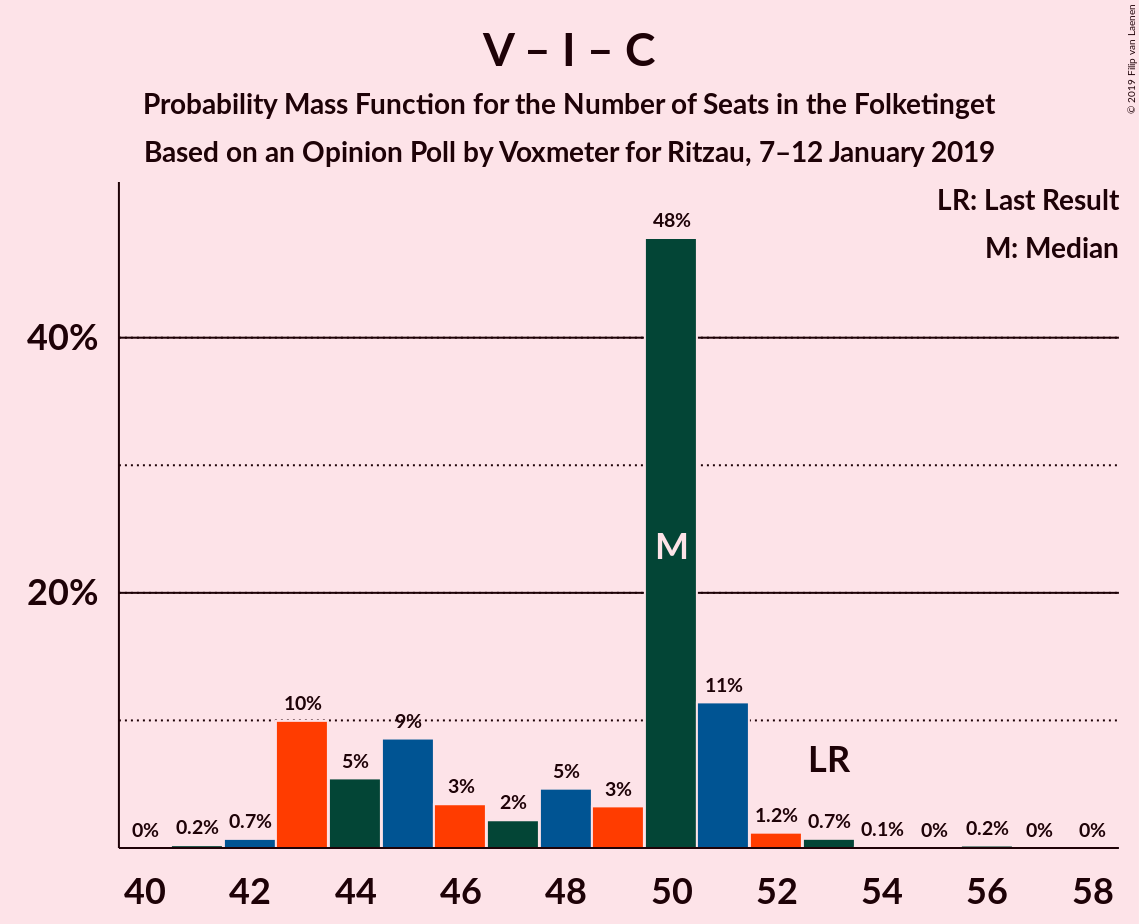 V – I – C
Probability Mass Function for the Number of Seats in the Folketinget
Based on an Opinion Poll by Voxmeter for Ritzau, 7–12 January 2019
© 2019 Filip van Laenen
LR: Last Result
M: Median
40%
20%
0%
0.2%
0.7%
10%
5%
9%
3%
2%
5%
3%
48%
11%
1.2%
0.7%
0.1%
0%
0.2%
0%
0%
M
LR
40 42 44 46 48 50 52 54 56 58